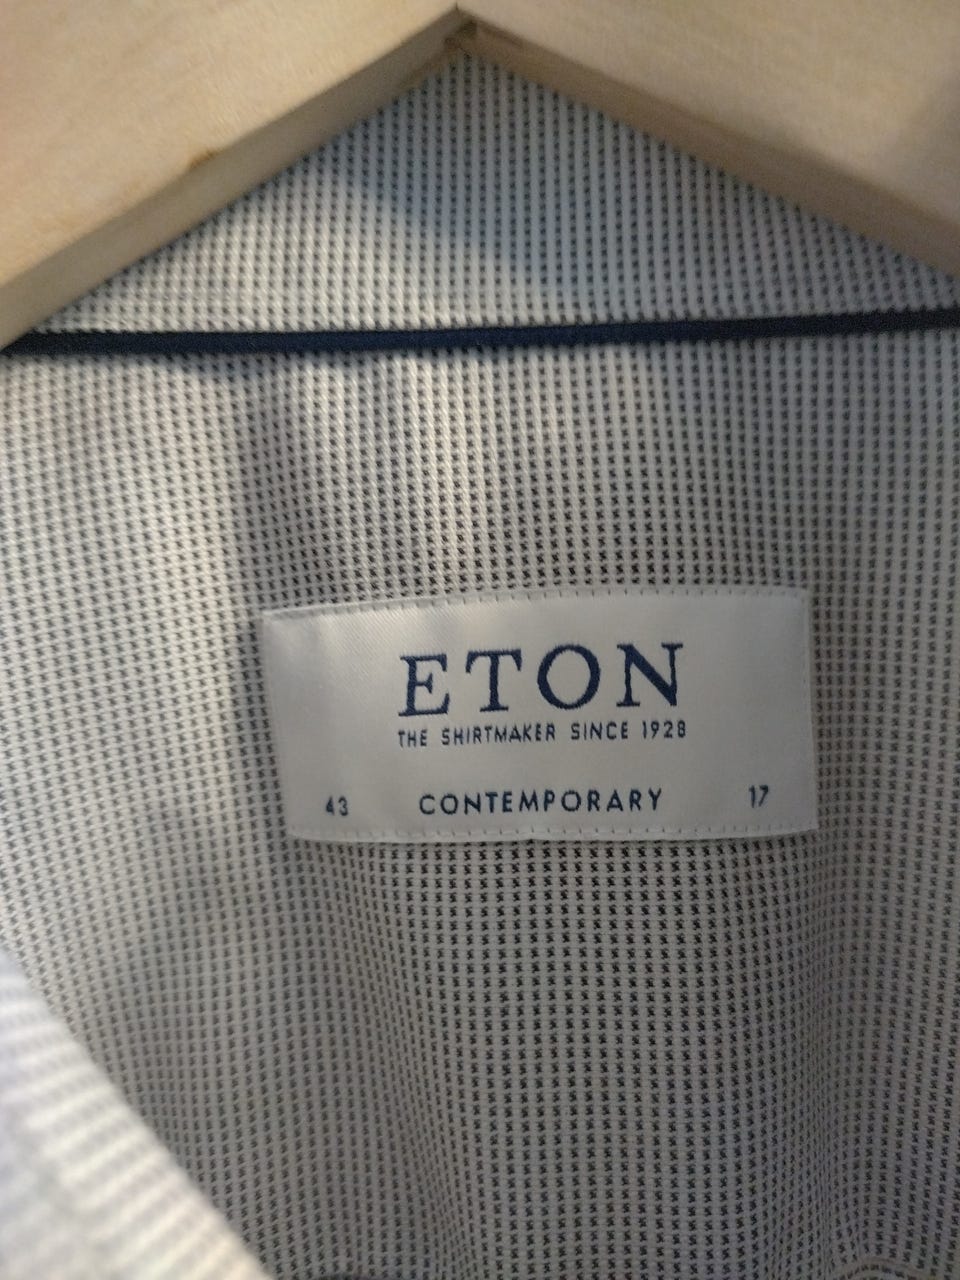 ETON
THE SHIRTMAKER SINCE 1928
43 CONTEMPORARY 17